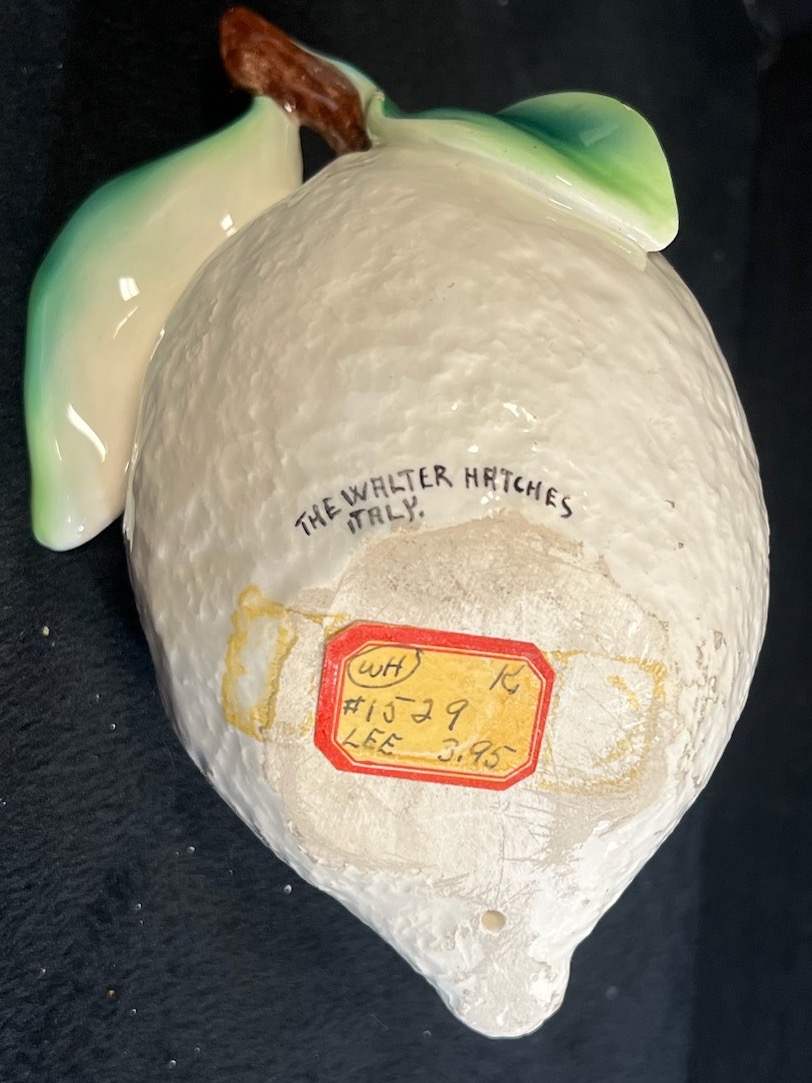 THE WALTER HATCHES
ITALY.
WH K
#1529
LEE 3.95